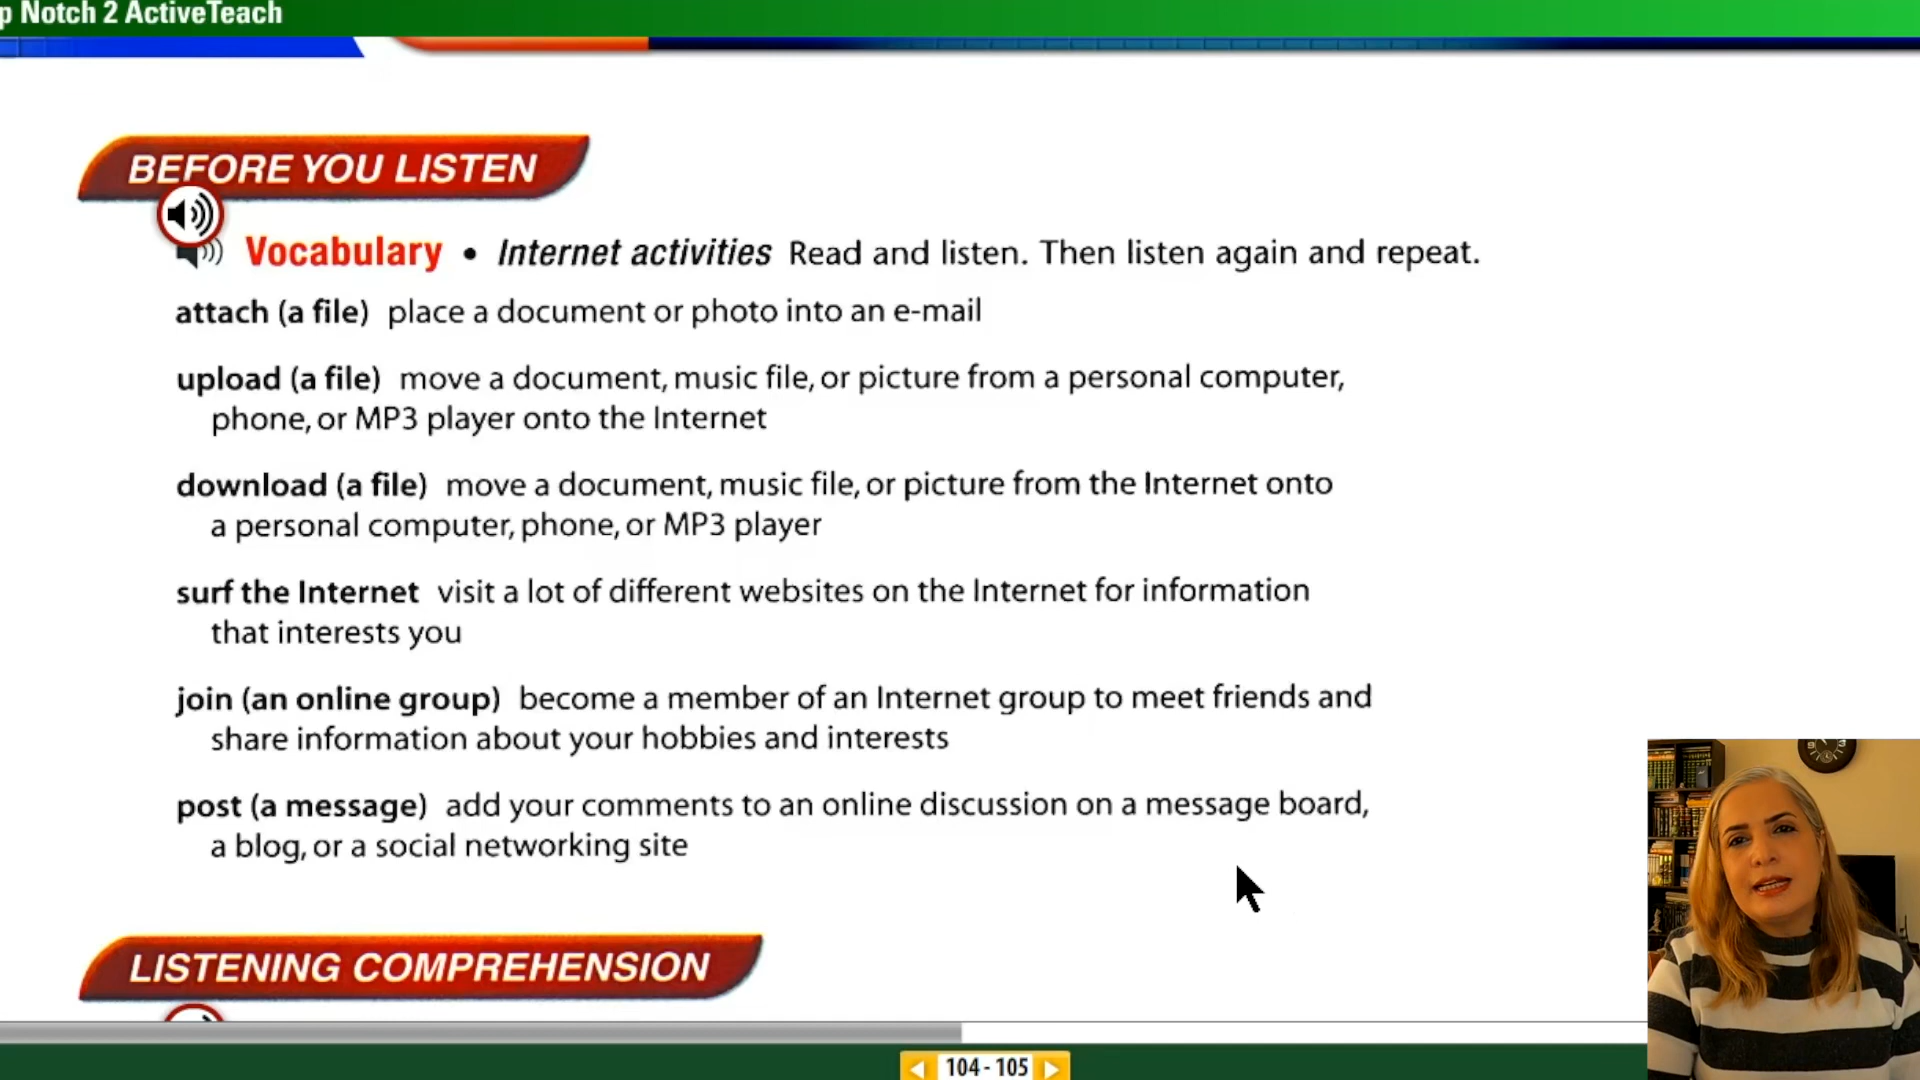 p Notch 2 ActiveTeach
BEFORE YOU LISTEN
Vocabulary • Internet activities Read and listen. Then listen again and repeat.
attach (a file) place a document or photo into an e-mail
upload (a file) move a document, music file, or picture from a personal computer,
phone, or MP3 player onto the Internet
download (a file) move a document, music file, or picture from the Internet onto
a personal computer, phone, or MP3 player
surf the Internet visit a lot of different websites on the Internet for information
that interests you
join (an online group) become a member of an Internet group to meet friends and
share information about your hobbies and interests
post (a message) add your comments to an online discussion on a message board,
a blog, or a social networking site
LISTENING COMPREHENSION
104 - 105